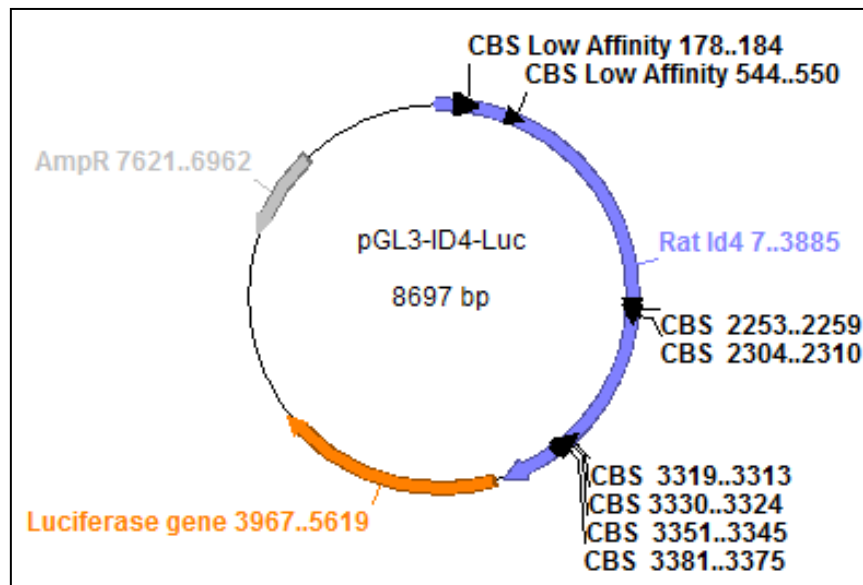 CBS Low Affinity 178..184
CBS Low Affinity 544..550
AmpR 7621..6962
pGL3-ID4-Luc
Rat Id4 7..3885
8697 bp
CBS  2253..2259
CBS  2304..2310
CBS  3319..3313
CBS 3330..3324
CBS  3351..3345
CBS  3381..3375
Luciferase gene 3967..5619